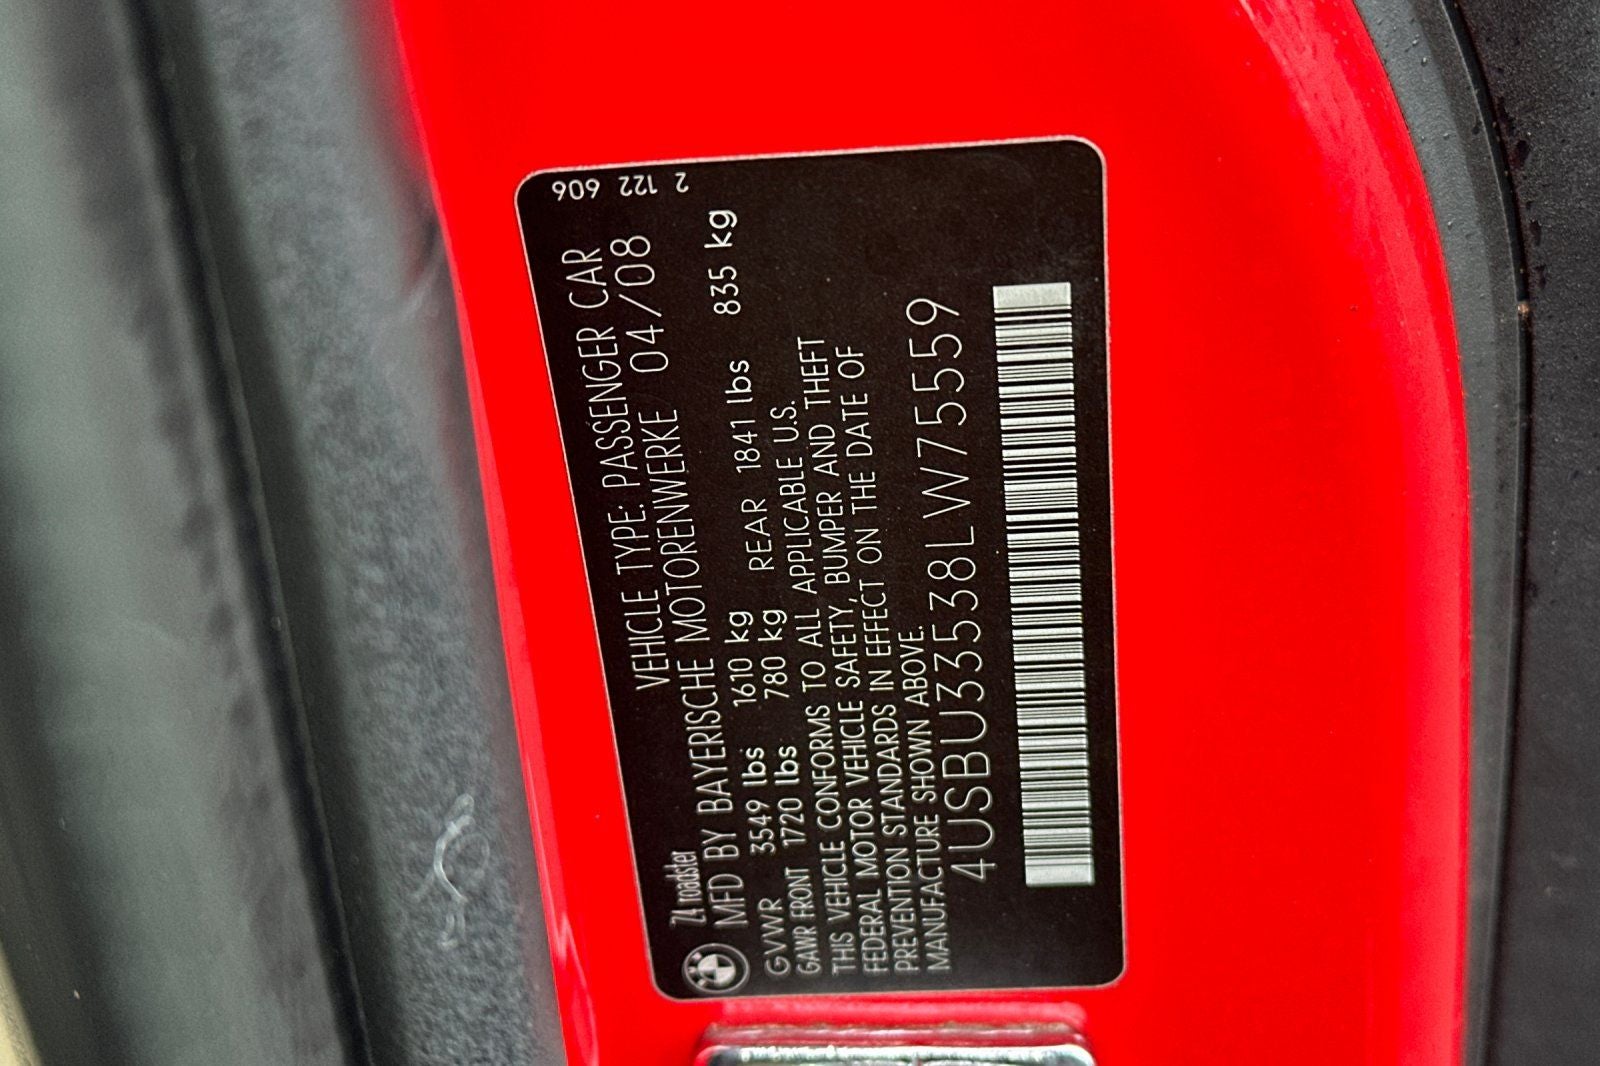 2 122 606
Z4 roadster VEHICLE TYPE: PASSENGER CAR
MFD BY BAYERISCHE MOTORENWERKE 04/08
GVWR 3549 lbs 1610 kg
GAWR FRONT 1720 lbs 780 kg REAR 1841 lbs 835 kg
THIS VEHICLE CONFORMS TO ALL APPLICABLE U.S.
FEDERAL MOTOR VEHICLE SAFETY, BUMPER AND THEFT
PREVENTION STANDARDS IN EFFECT ON THE DATE OF
MANUFACTURE SHOWN ABOVE.
4USBU33538LW75559